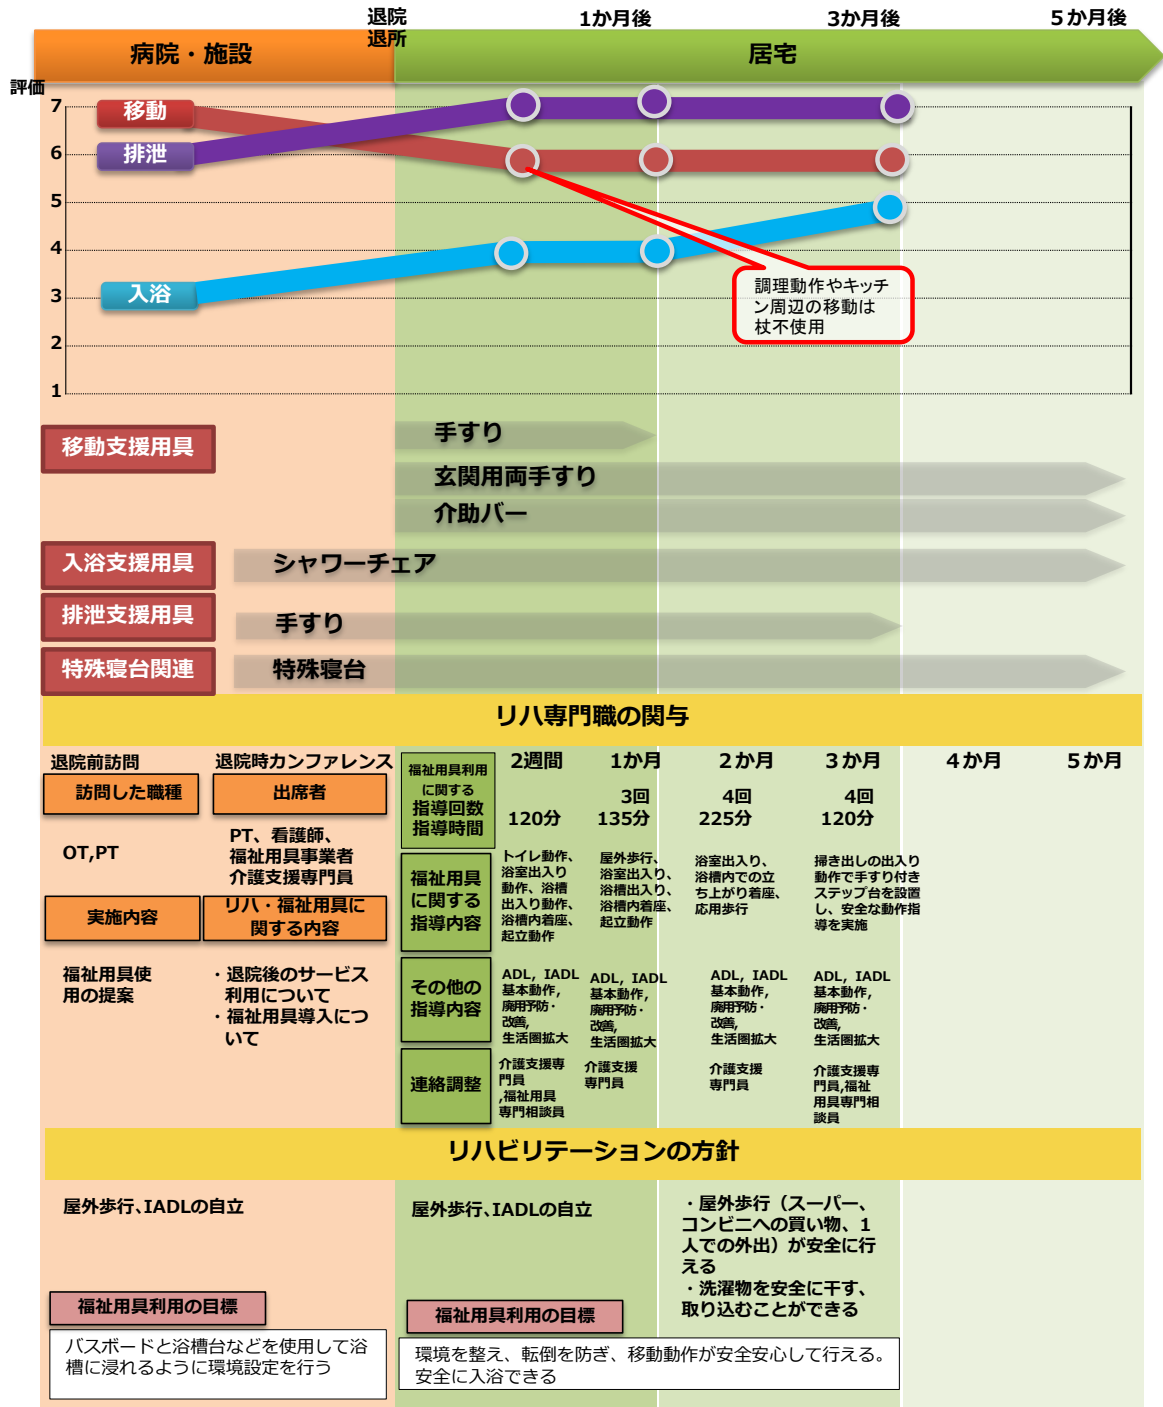 退院
退所
1か月後
3か月後
５か月後
病院・施設
居宅
評価
7
移動
6
排泄
5
4
入浴
3
2
1
調理動作やキッチ
ン周辺の移動は
杖不使用
移動支援用具
手すり
玄関用両手すり
介助バー
入浴支援用具
シャワーチェア
排泄支援用具
手すり
特殊寝台関連
特殊寝台
リハ専門職の関与
退院前訪問
退院時カンファレンス
訪問した職種
出席者
OT,PT
PT、看護師、
福祉用具事業者
介護支援専門員
実施内容
リハ・福祉用具に
関する内容
福祉用具使
用の提案
・退院後のサービス
利用について
・福祉用具導入につ
いて
福祉用具利用
に関する
指導回数
指導時間
2週間
1か月
２か月
３か月
４か月
５か月
120分
3回
135分
4回
225分
4回
120分
福祉用具
に関する
指導内容
トイレ動作、
浴室出入り
動作、浴槽
出入り動作、
浴槽内着座、
起立動作
屋外歩行、
浴室出入り、
浴槽出入り、
浴槽内着座、
起立動作
浴室出入り、
浴槽内での立
ち上がり着座、
応用歩行
掃き出しの出入り
動作で手すり付き
ステップ台を設置
し、安全な動作指
導を実施
その他の
指導内容
ADL，IADL
基本動作，
廃用予防・
改善，
生活圏拡大
ADL，IADL
基本動作，
廃用予防・
改善，
生活圏拡大
ADL，IADL
基本動作，
廃用予防・
改善，
生活圏拡大
ADL，IADL
基本動作，
廃用予防・
改善，
生活圏拡大
連絡調整
介護支援専
門員
,福祉用具
専門相談員
介護支援
専門員
介護支援
専門員
介護支援専
門員,福祉
用具専門相
談員
リハビリテーションの方針
屋外歩行、IADLの自立
屋外歩行、IADLの自立
・屋外歩行（スーパー、
コンビニへの買い物、1
人での外出）が安全に行
える
・洗濯物を安全に干す、
取り込むことができる
福祉用具利用の目標
バスボードと浴槽台などを使用して浴
槽に浸れるように環境設定を行う
福祉用具利用の目標
環境を整え、転倒を防ぎ、移動動作が安全安心して行える。
安全に入浴できる